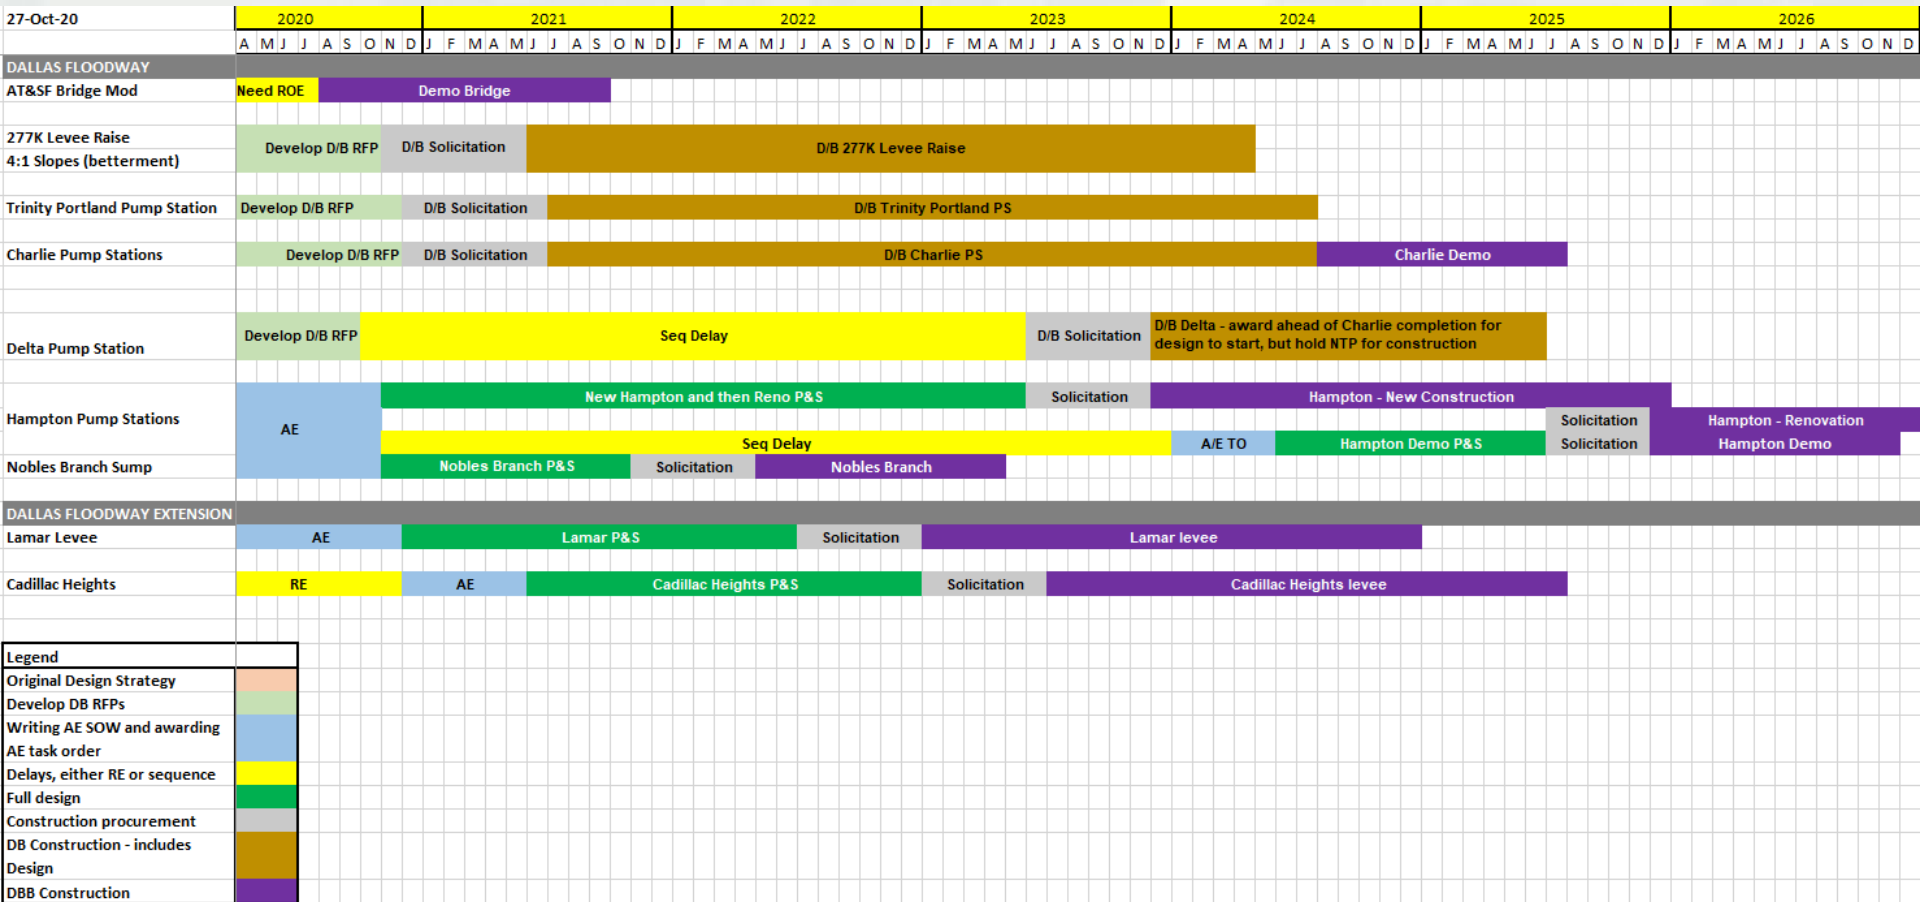 27-Oct-20 2020 2021 2022 2023 2024 2025 2026
A M J J A S O N D J F M A M J J A S O N D J F M A M J J A S O N D J F M A M J J A S O N D J F M A M J J A S O N D J F M A M J J A S O N D J F M A M J J A S O N D
DALLAS FLOODWAY
AT&SF Bridge Mod Need ROE Demo Bridge
277K Levee Raise
4:1 Slopes (betterment)
Develop D/B RFP D/B Solicitation D/B 277K Levee Raise
Trinity Portland Pump Station Develop D/B RFP D/B Solicitation D/B Trinity Portland PS
Charlie Pump Stations Develop D/B RFP D/B Solicitation D/B Charlie PS Charlie Demo
Delta Pump Station Develop D/B RFP Seq Delay D/B Solicitation
D/B Delta - award ahead of Charlie completion for
design to start, but hold NTP for construction
Hampton Pump Stations AE
New Hampton and then Reno P&S Solicitation Hampton - New Construction
Solicitation Hampton - Renovation
Seq Delay A/E TO Hampton Demo P&S Solicitation Hampton Demo
Nobles Branch Sump Nobles Branch P&S Solicitation Nobles Branch
DALLAS FLOODWAY EXTENSION
Lamar Levee AE Lamar P&S Solicitation Lamar levee
Cadillac Heights RE AE Cadillac Heights P&S Solicitation Cadillac Heights levee
Legend
Original Design Strategy
Develop DB RFPs
Writing AE SOW and awarding
AE task order
Delays, either RE or sequence
Full design
Construction procurement
DB Construction - includes
Design
DBB Construction